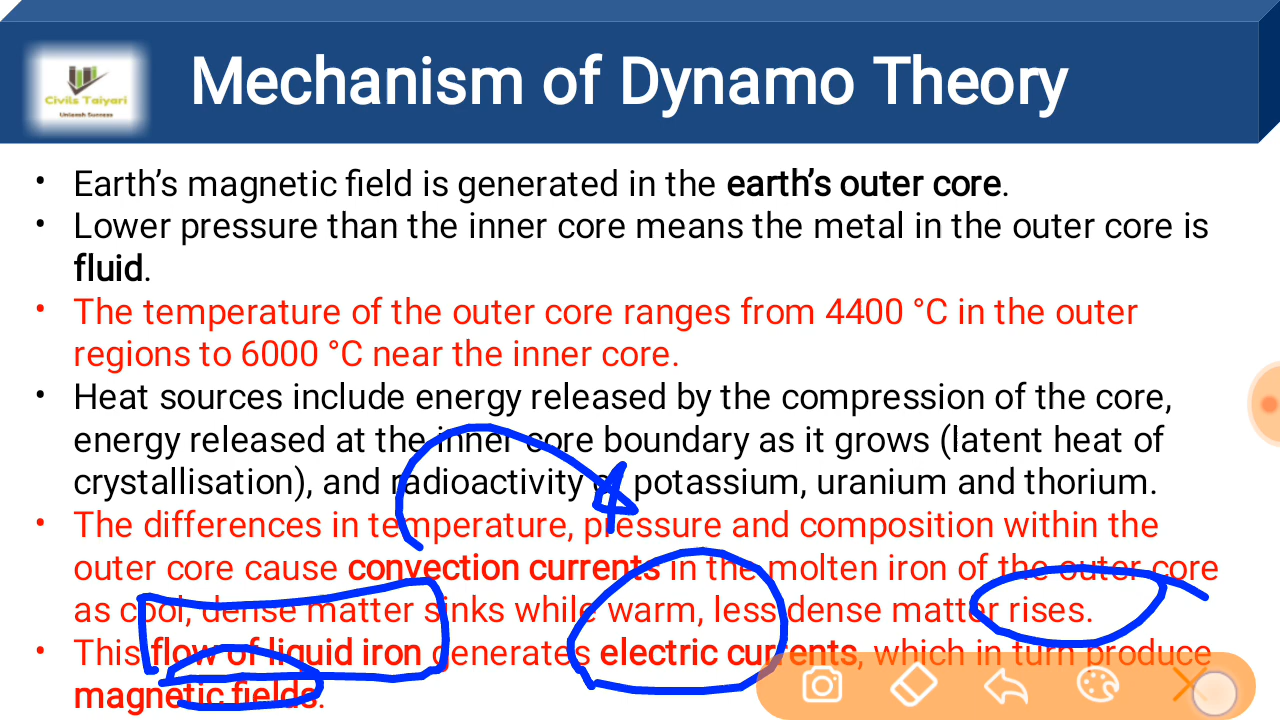 Mechanism of Dynamo Theory
Civils Taiyari
Unleash Success
• Earth's magnetic field is generated in the earth's outer core.
• Lower pressure than the inner core means the metal in the outer core is
fluid.
• The temperature of the outer core ranges from 4400 °C in the outer
regions to 6000 °C near the inner core.
• Heat sources include energy released by the compression of the core,
energy released at the inner core boundary as it grows (latent heat of
crystallisation), and radioactivity of potassium, uranium and thorium.
• The differences in temperature, pressure and composition within the
outer core cause convection currents in the molten iron of the outer core
as cool, dense matter sinks while warm, less dense matter rises.
• This flow of liquid iron generates electric currents, which in turn produce
magnetic fields.